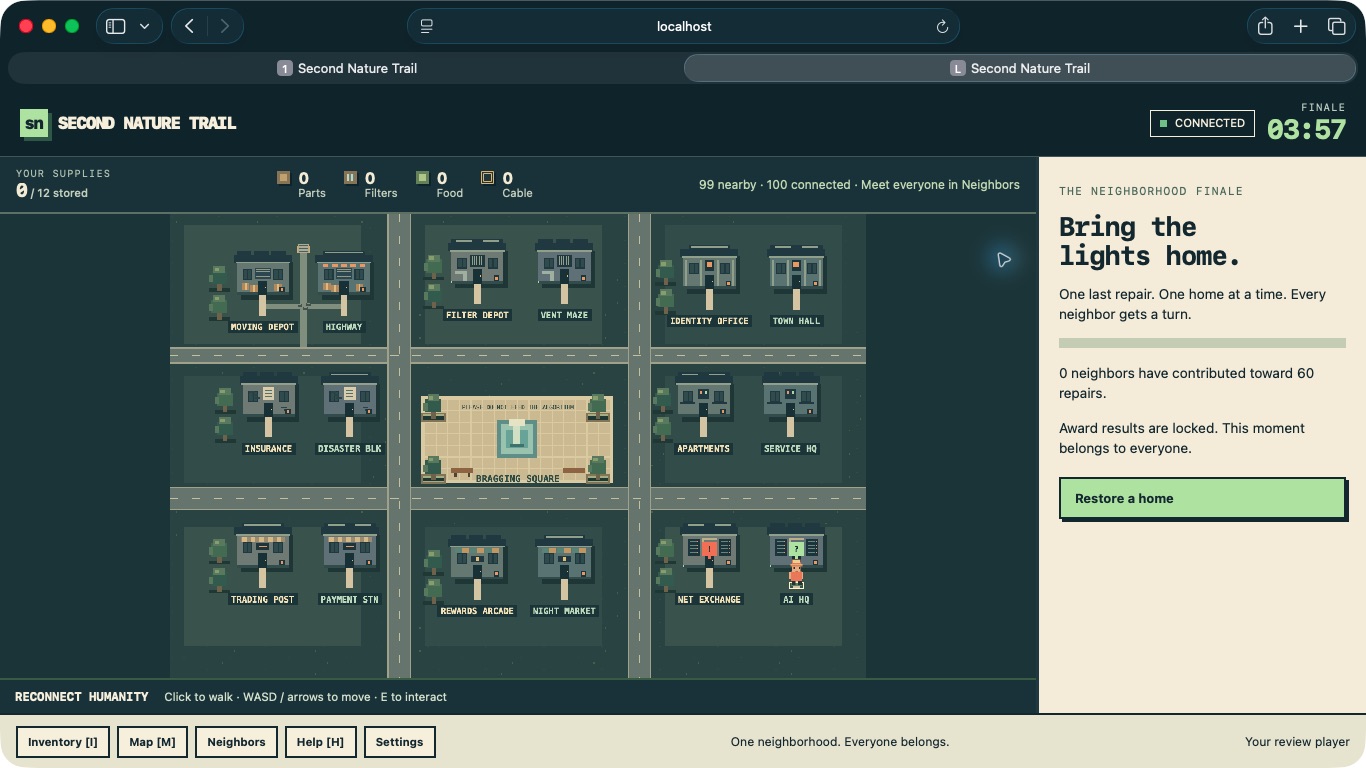 localhost
1 Second Nature Trail
L Second Nature Trail
sn SECOND NATURE TRAIL
CONNECTED
FINALE
03:57
YOUR SUPPLIES
0 / 12 stored
0 Parts
0 Filters
0 Food
0 Cable
99 nearby · 100 connected · Meet everyone in Neighbors
MOVING DEPOT
HIGHWAY
FILTER DEPOT
VENT MAZE
IDENTITY OFFICE
TOWN HALL
INSURANCE
DISASTER BLK
PLEASE DO NOT FEED THE ALGORITHM
BRAGGING SQUARE
APARTMENTS
SERVICE HQ
TRADING POST
PAYMENT STN
REWARDS ARCADE
NIGHT MARKET
!
?
NET EXCHANGE
AI HQ
RECONNECT HUMANITY
Click to walk · WASD / arrows to move · E to interact
THE NEIGHBORHOOD FINALE
Bring the
lights home.
One last repair. One home at a time. Every
neighbor gets a turn.
0 neighbors have contributed toward 60
repairs.
Award results are locked. This moment
belongs to everyone.
Restore a home
Inventory [I]
Map [M]
Neighbors
Help [H]
Settings
One neighborhood. Everyone belongs.
Your review player